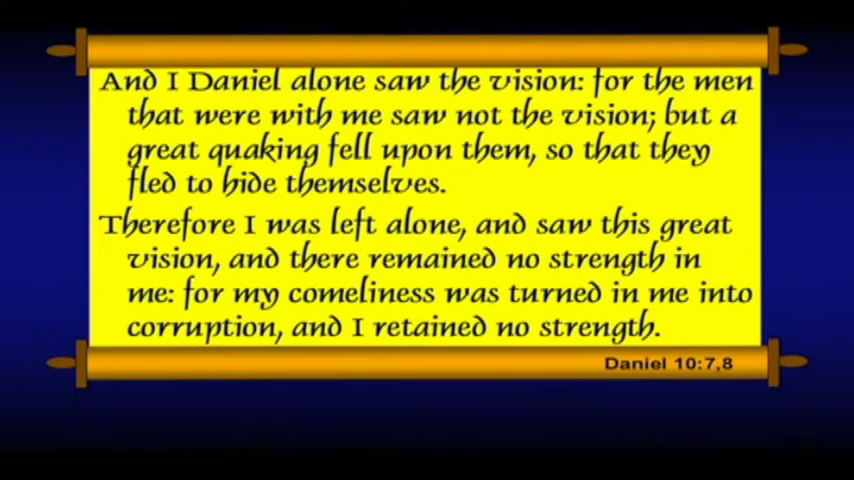 And I Daniel alone saw the vision: for the men
that were with me saw not the vision; but a
great quaking fell upon them, so that they
fled to hide themselves.
Therefore I was left alone, and saw this great
vision, and there remained no strength in
me: for my comeliness was turned in me into
corruption, and I retained no strength.
Daniel 10:7,8